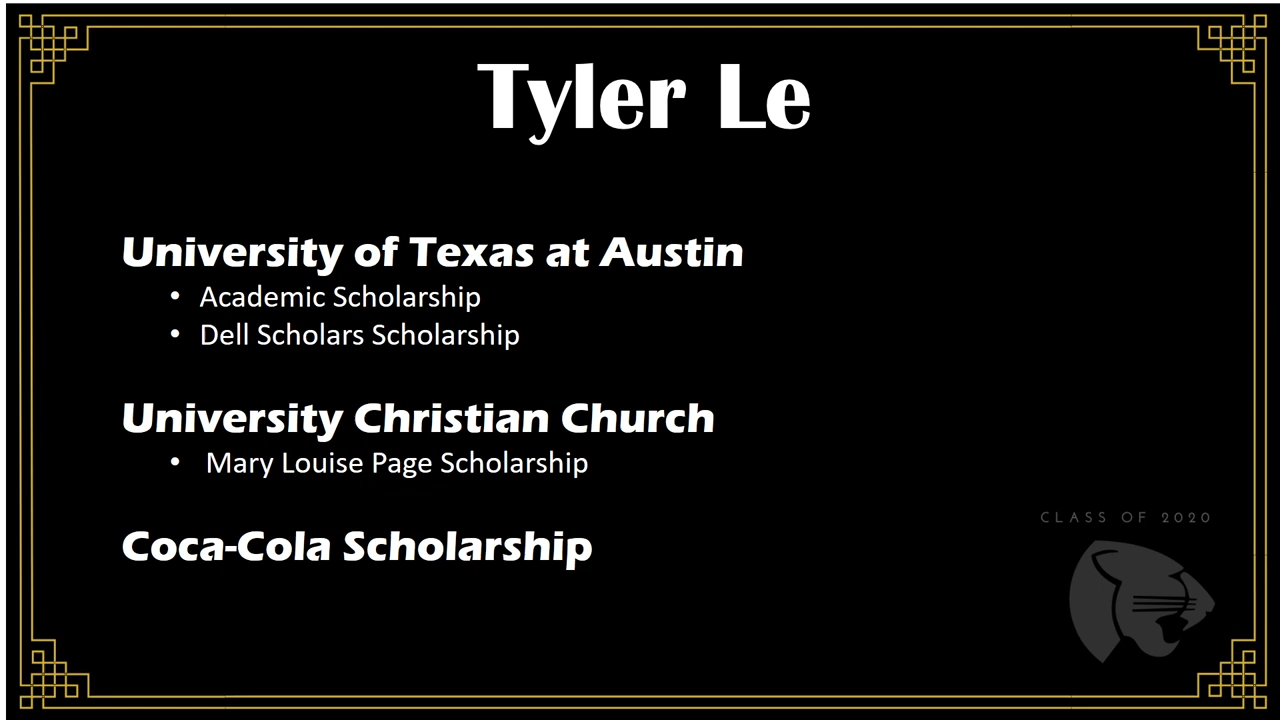 Tyler Le
University of Texas at Austin
• Academic Scholarship
• Dell Scholars Scholarship
University Christian Church
• Mary Louise Page Scholarship
Coca-Cola Scholarship
CLASS OF 2020